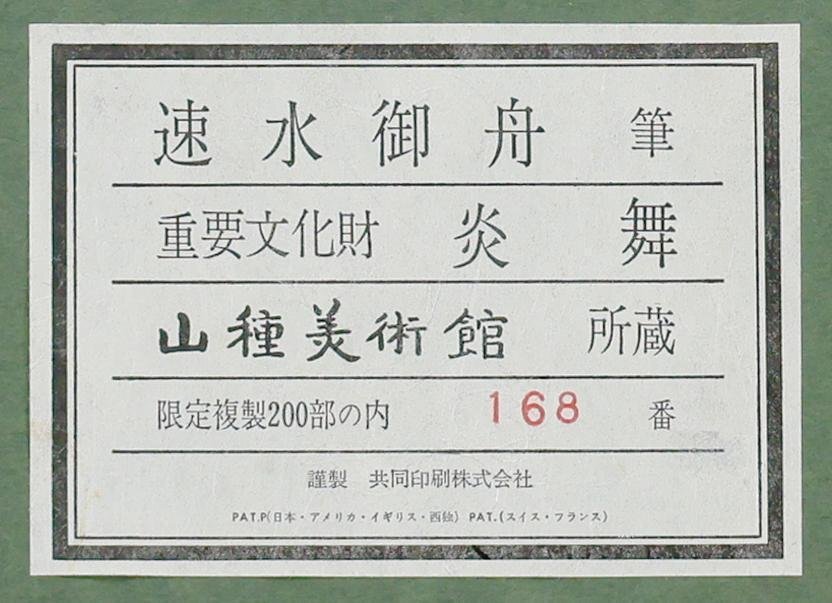 速水御舟 筆
重要文化財 炎舞
山種美術館 所蔵
限定複製200部の内 168 番
謹製 共同印刷株式会社
PAT.P(日本・アメリカ・イギリス・西独) PAT.(スイス・フランス)